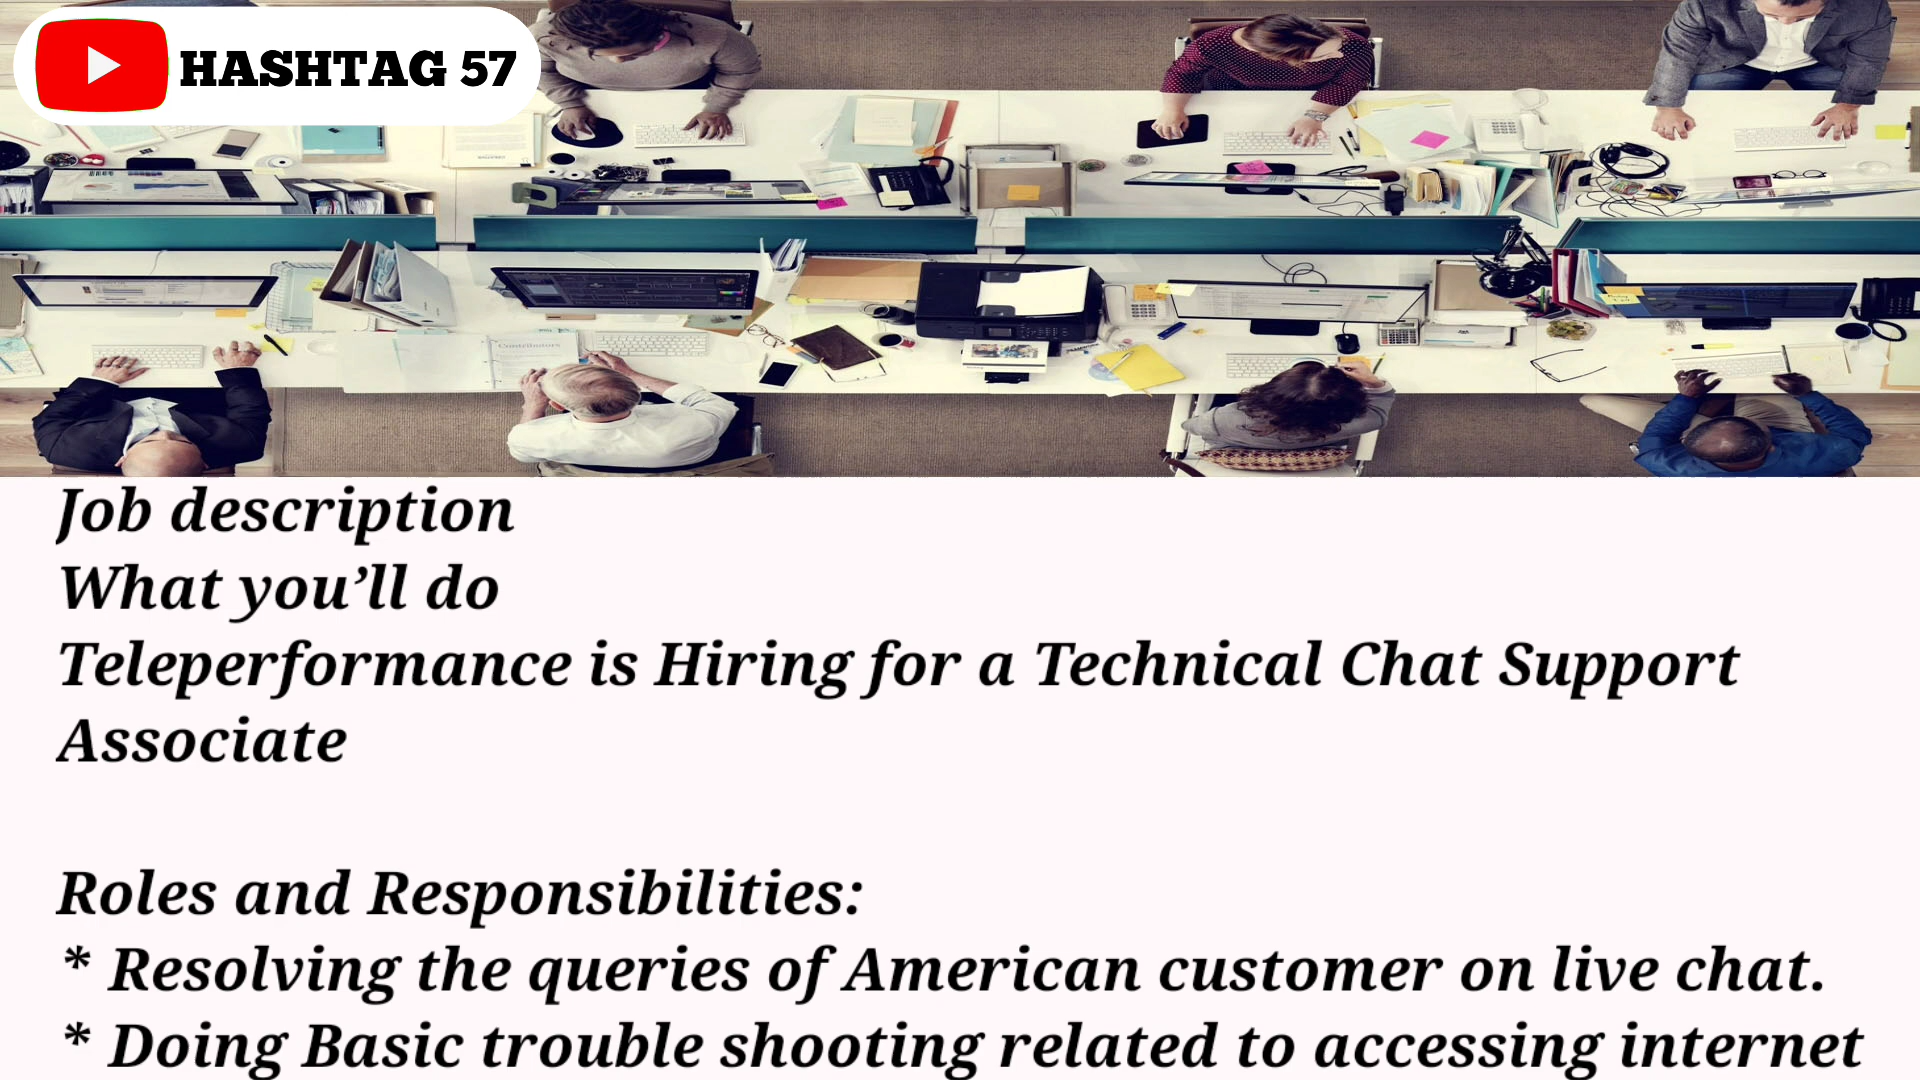 HASHTAG 57
Contributors
Job description
What you’ll do
Teleperformance is Hiring for a Technical Chat Support
Associate
Roles and Responsibilities:
* Resolving the queries of American customer on live chat.
* Doing Basic trouble shooting related to accessing internet